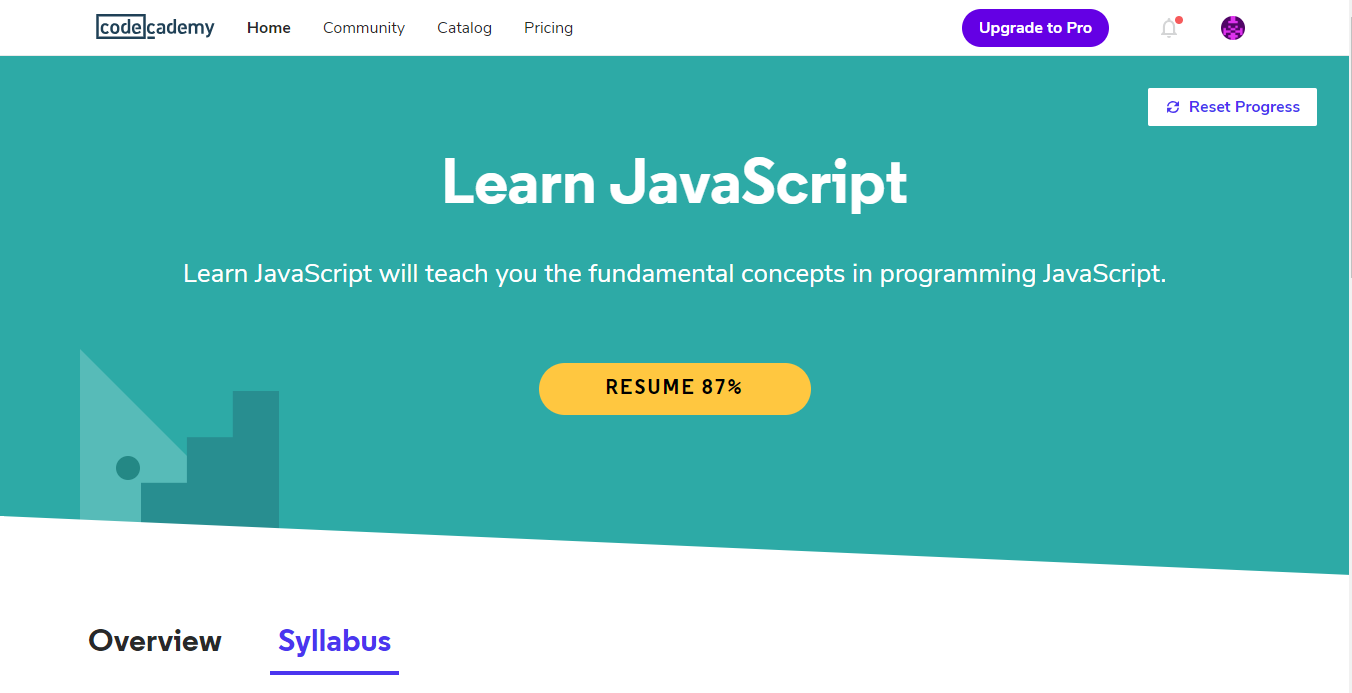 codecademy Home Community Catalog Pricing Upgrade to Pro
Reset Progress
Learn JavaScript
Learn JavaScript will teach you the fundamental concepts in programming JavaScript.
RESUME 87%
Overview Syllabus